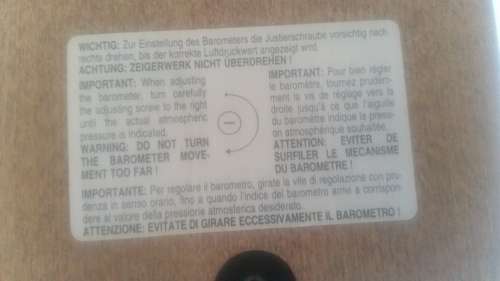 WICHTIG: Zur Einstellung des Barometers die Justierschraube vorsichtig nach
rechts drehen, bis der korrekte Luftdruckwert angezeigt wird.
ACHTUNG: ZEIGERWERK NICHT ÜBERDREHEN !
IMPORTANT: When adjusting
the barometer, turn carefully
the adjusting screw to the right
until the actual atmospheric
pressure is indicated.
WARNING: DO NOT TURN
THE BAROMETER MOVE-
MENT TOO FAR !
IMPORTANT: Pour bien régler
le baromètre, tournez prudem-
ment la vis de réglage vers la
droite jusqu'à ce que l'aiguille
du baromètre indique la press-
ion atmosphérique souhaitée.
ATTENTION: EVITER DE
SURFILER LE MECANISME
DU BAROMETRE !
IMPORTANTE: Per regolare il barometro, girate la vite di regolazione con pru-
denza in senso orario, fino a quando l'indice del barometro arrive a corrispon-
dere al valore della pressione atmosferica desiderato.
ATTENZIONE: EVITATE DI GIRARE ECCESSIVAMENTE IL BAROMETRO !